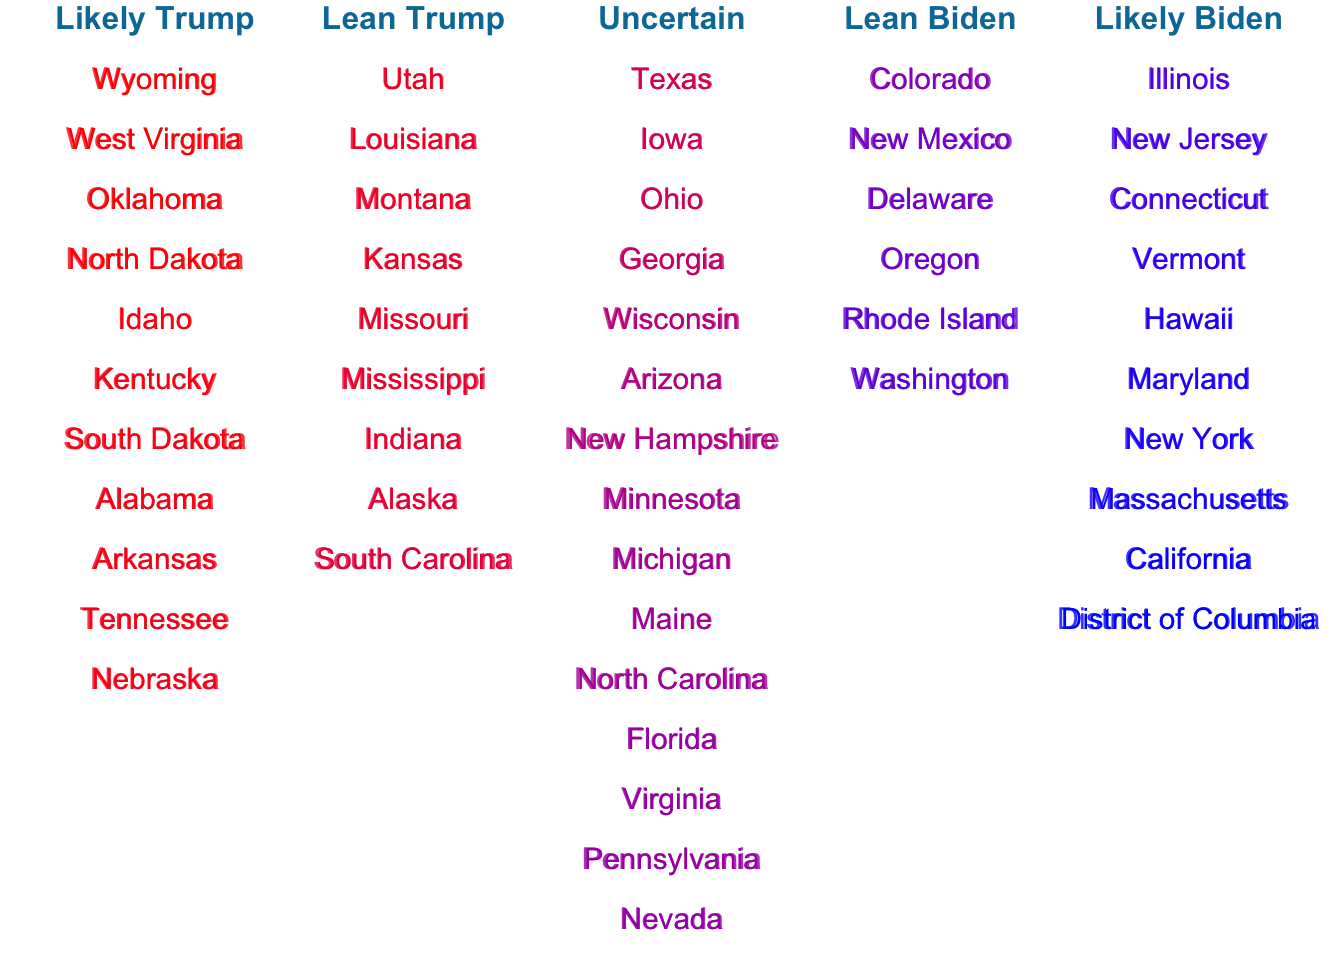 Likely Trump Lean Trump Uncertain Lean Biden Likely Biden
Wyoming Utah Texas Colorado Illinois
West Virginia Louisiana Iowa New Mexico New Jersey
Oklahoma Montana Ohio Delaware Connecticut
North Dakota Kansas Georgia Oregon Vermont
Idaho Missouri Wisconsin Rhode Island Hawaii
Kentucky Mississippi Arizona Washington Maryland
South Dakota Indiana New Hampshire New York
Alabama Alaska Minnesota Massachusetts
Arkansas South Carolina Michigan California
Tennessee Maine District of Columbia
Nebraska North Carolina
Florida
Virginia
Pennsylvania
Nevada